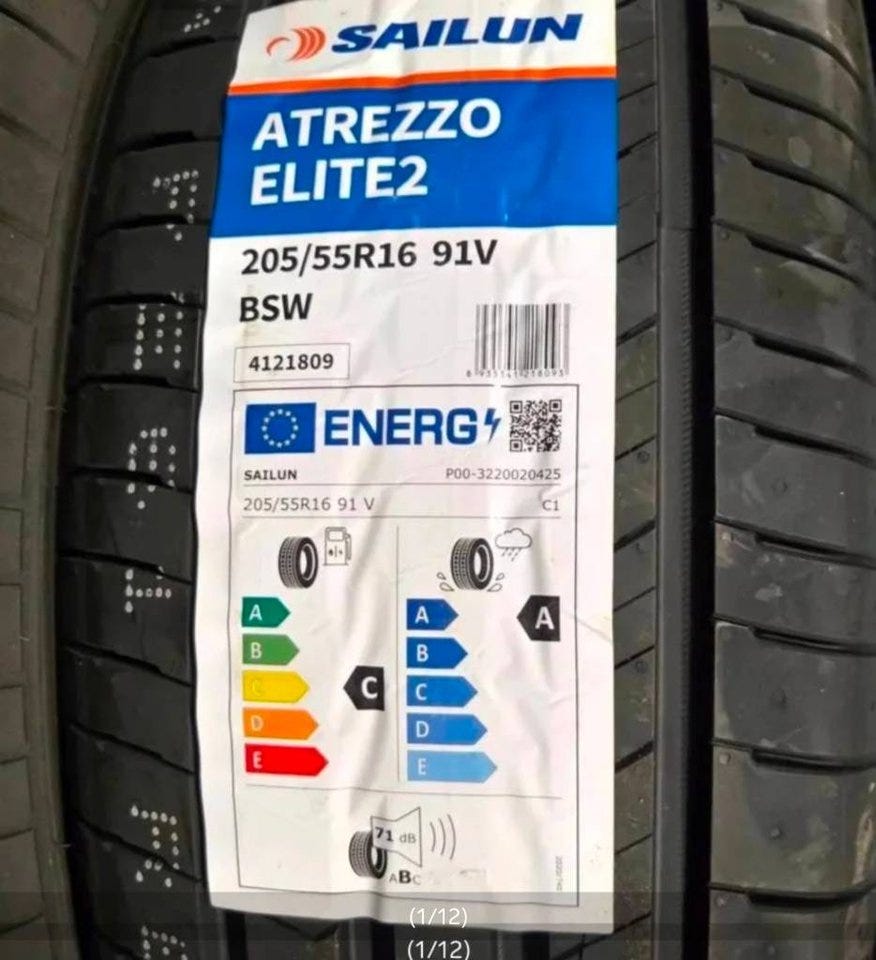 SAILUN
ATREZZO
ELITE2
205/55R16 91V
BSW
4121809
ENERG
SAILUN P00-3220020425
205/55R16 91 V C1
A A A
B B
C C C
D D
E E
71 dB
ABC
(1/12)
(1/12)